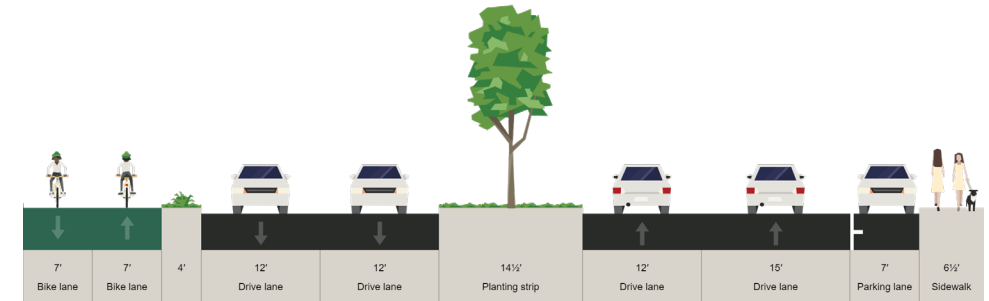 7′ 7′ 4′ 12′ 12′ 14½′ 12′ 15′ 7′ 6½′
Bike lane Bike lane Drive lane Drive lane Planting strip Drive lane Drive lane Parking lane Sidewalk